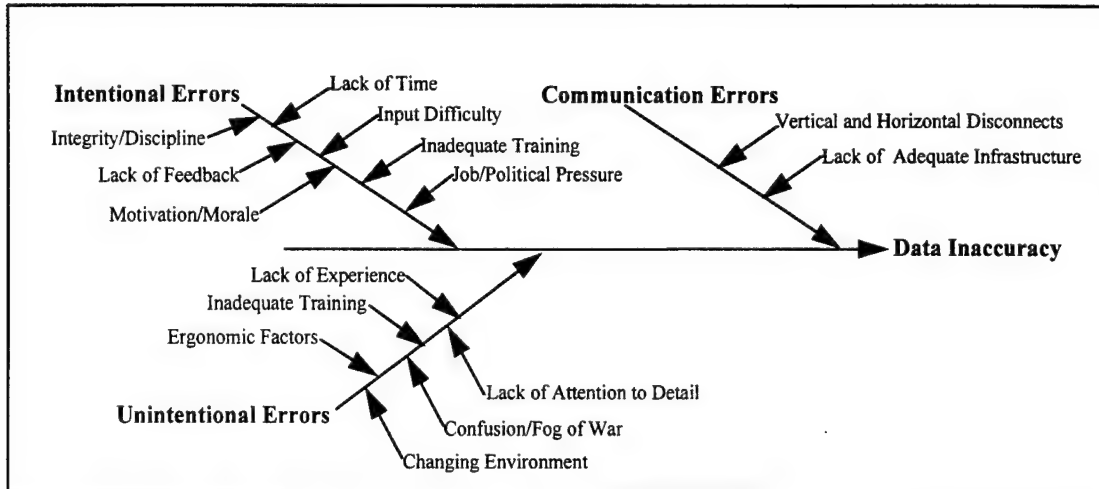 Intentional Errors
Lack of Time
Integrity/Discipline
Input Difficulty
Lack of Feedback
Inadequate Training
Motivation/Morale
Job/Political Pressure
Communication Errors
Vertical and Horizontal Disconnects
Lack of Adequate Infrastructure
Data Inaccuracy
Lack of Experience
Inadequate Training
Ergonomic Factors
Unintentional Errors
Lack of Attention to Detail
Confusion/Fog of War
Changing Environment